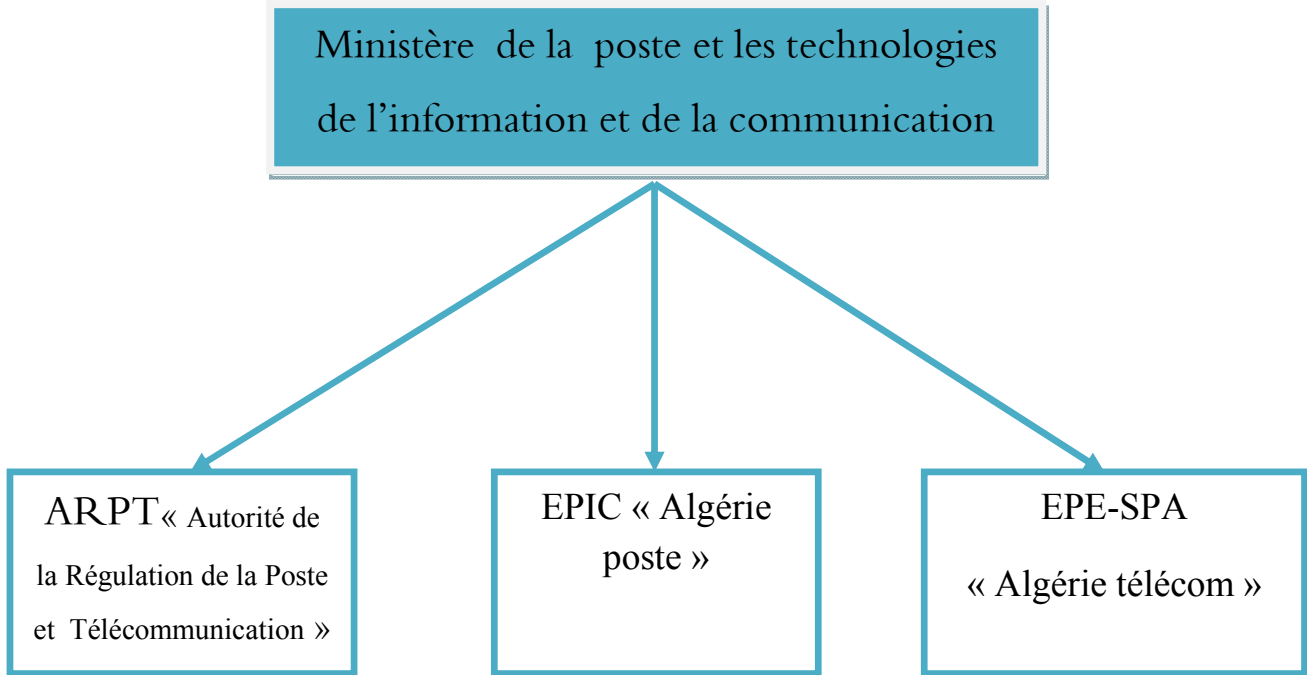 Ministère de la poste et les technologies
de l'information et de la communication
ARPT« Autorité de
la Régulation de la Poste
et Télécommunication »
EPIC « Algérie
poste »
EPE-SPA
« Algérie télécom »